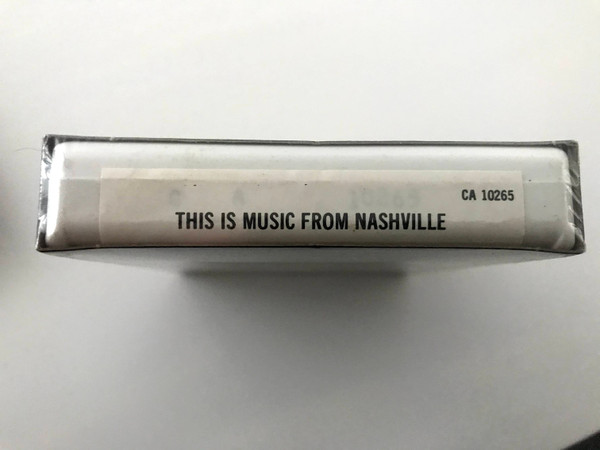 CA 10265
THIS IS MUSIC FROM NASHVILLE